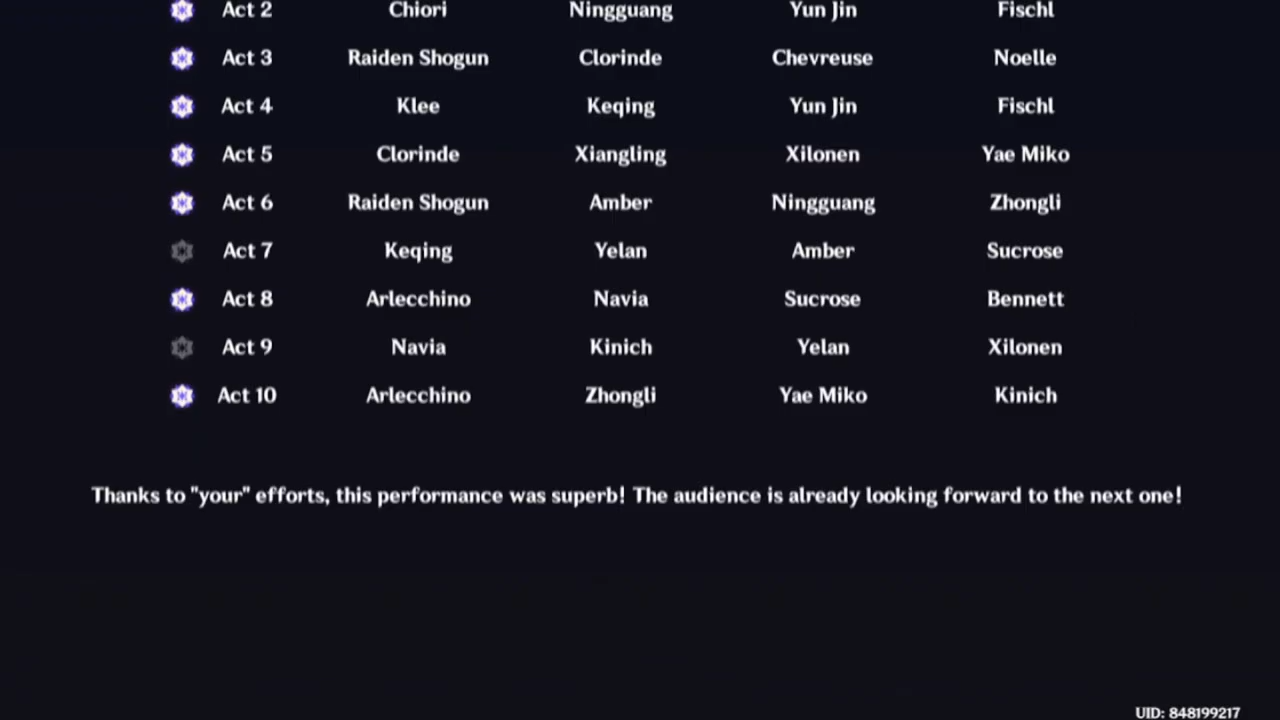 Act 2 Chiori Ningguang Yun Jin Fischl
Act 3 Raiden Shogun Clorinde Chevreuse Noelle
Act 4 Klee Keqing Yun Jin Fischl
Act 5 Clorinde Xiangling Xilonen Yae Miko
Act 6 Raiden Shogun Amber Ningguang Zhongli
Act 7 Keqing Yelan Amber Sucrose
Act 8 Arlecchino Navia Sucrose Bennett
Act 9 Navia Kinich Yelan Xilonen
Act 10 Arlecchino Zhongli Yae Miko Kinich
Thanks to "your" efforts, this performance was superb! The audience is already looking forward to the next one!
UID: 848199217